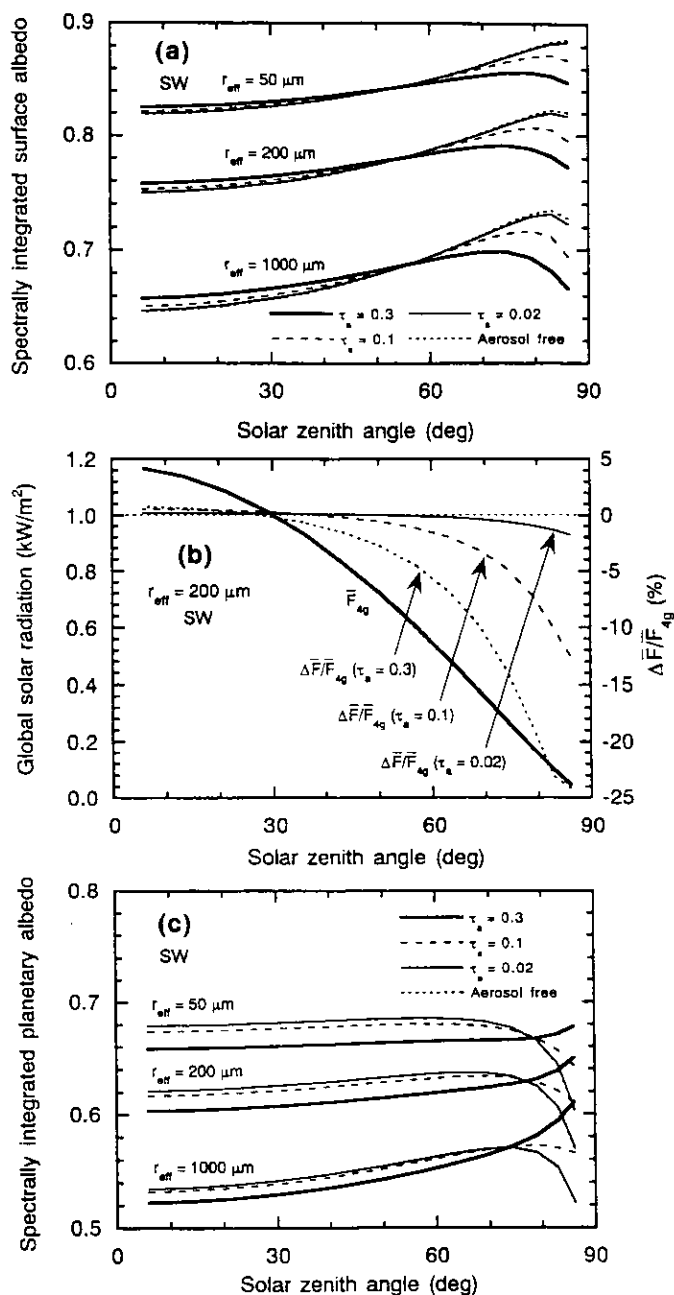 (a)
SW
r_eff = 50 μm
r_eff = 200 μm
r_eff = 1000 μm
τ_a = 0.3
τ_a = 0.02
τ_a = 0.1
Aerosol free
0.9
0.8
0.7
0.6
0 30 60 90
Spectrally integrated surface albedo
Solar zenith angle (deg)
1.2
1.0
0.8
0.6
0.4
0.2
0.0
5
0
-5
-10
-15
-20
-25
(b)
r_eff = 200 μm
SW
F̅_4g
ΔF̅/F̅_4g (τ_a = 0.3)
ΔF̅/F̅_4g (τ_a = 0.1)
ΔF̅/F̅_4g (τ_a = 0.02)
0 30 60 90
Global solar radiation (kW/m²)
ΔF̅/F̅_4g (%)
Solar zenith angle (deg)
0.8
0.7
0.6
0.5
(c)
SW
τ_a = 0.3
τ_a = 0.1
τ_a = 0.02
Aerosol free
r_eff = 50 μm
r_eff = 200 μm
r_eff = 1000 μm
0 30 60 90
Spectrally integrated planetary albedo
Solar zenith angle (deg)